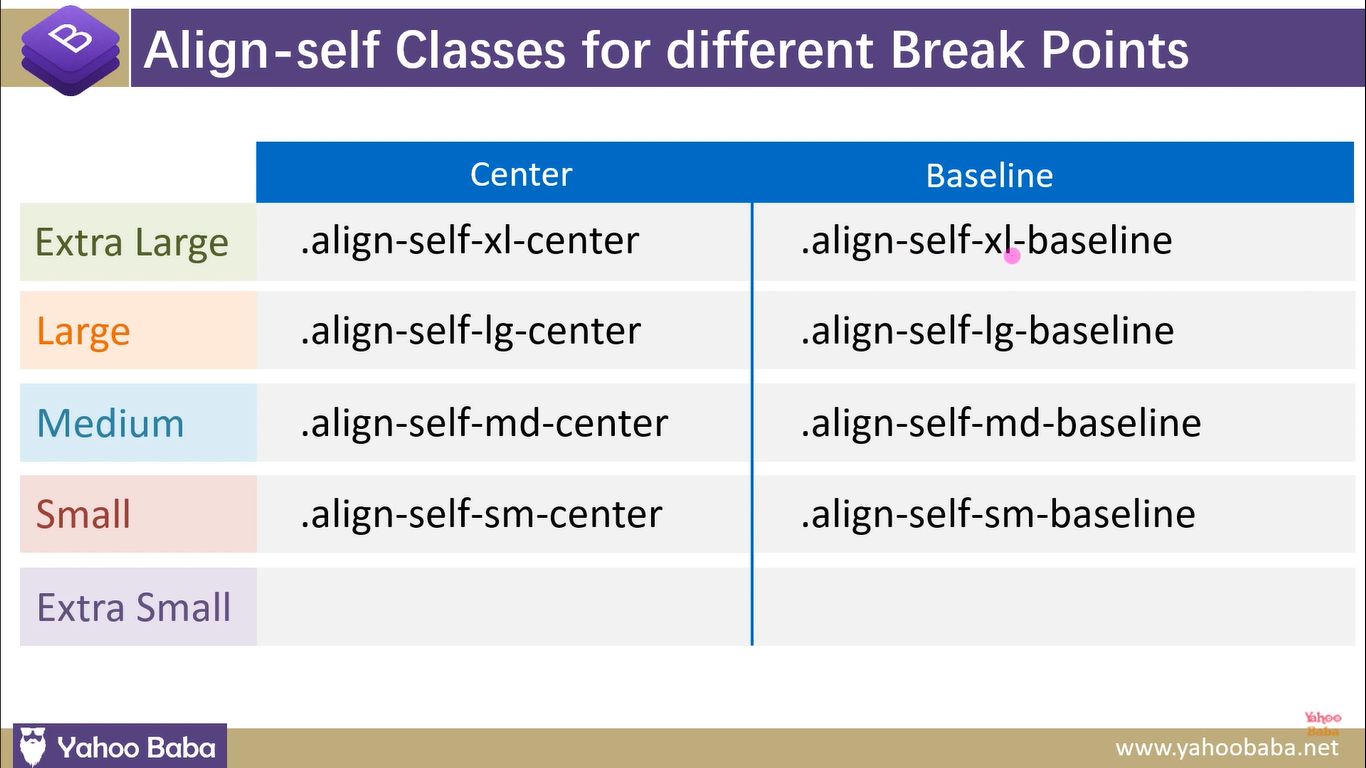 B
Align-self Classes for different Break Points
Center Baseline
Extra Large .align-self-xl-center .align-self-xl-baseline
Large .align-self-lg-center .align-self-lg-baseline
Medium .align-self-md-center .align-self-md-baseline
Small .align-self-sm-center .align-self-sm-baseline
Extra Small
Yahoo
Baba
Yahoo Baba
www.yahoobaba.net